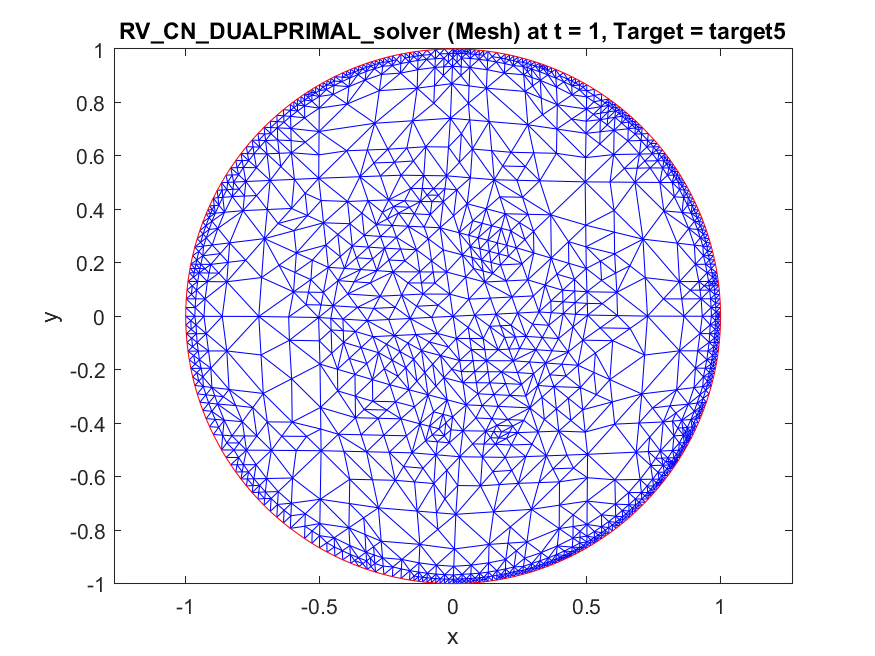 RV_CN_DUALPRIMAL_solver (Mesh) at t = 1, Target = target5
1
0.8
0.6
0.4
0.2
0
-0.2
-0.4
-0.6
-0.8
-1
y
-1 -0.5 0 0.5 1
x